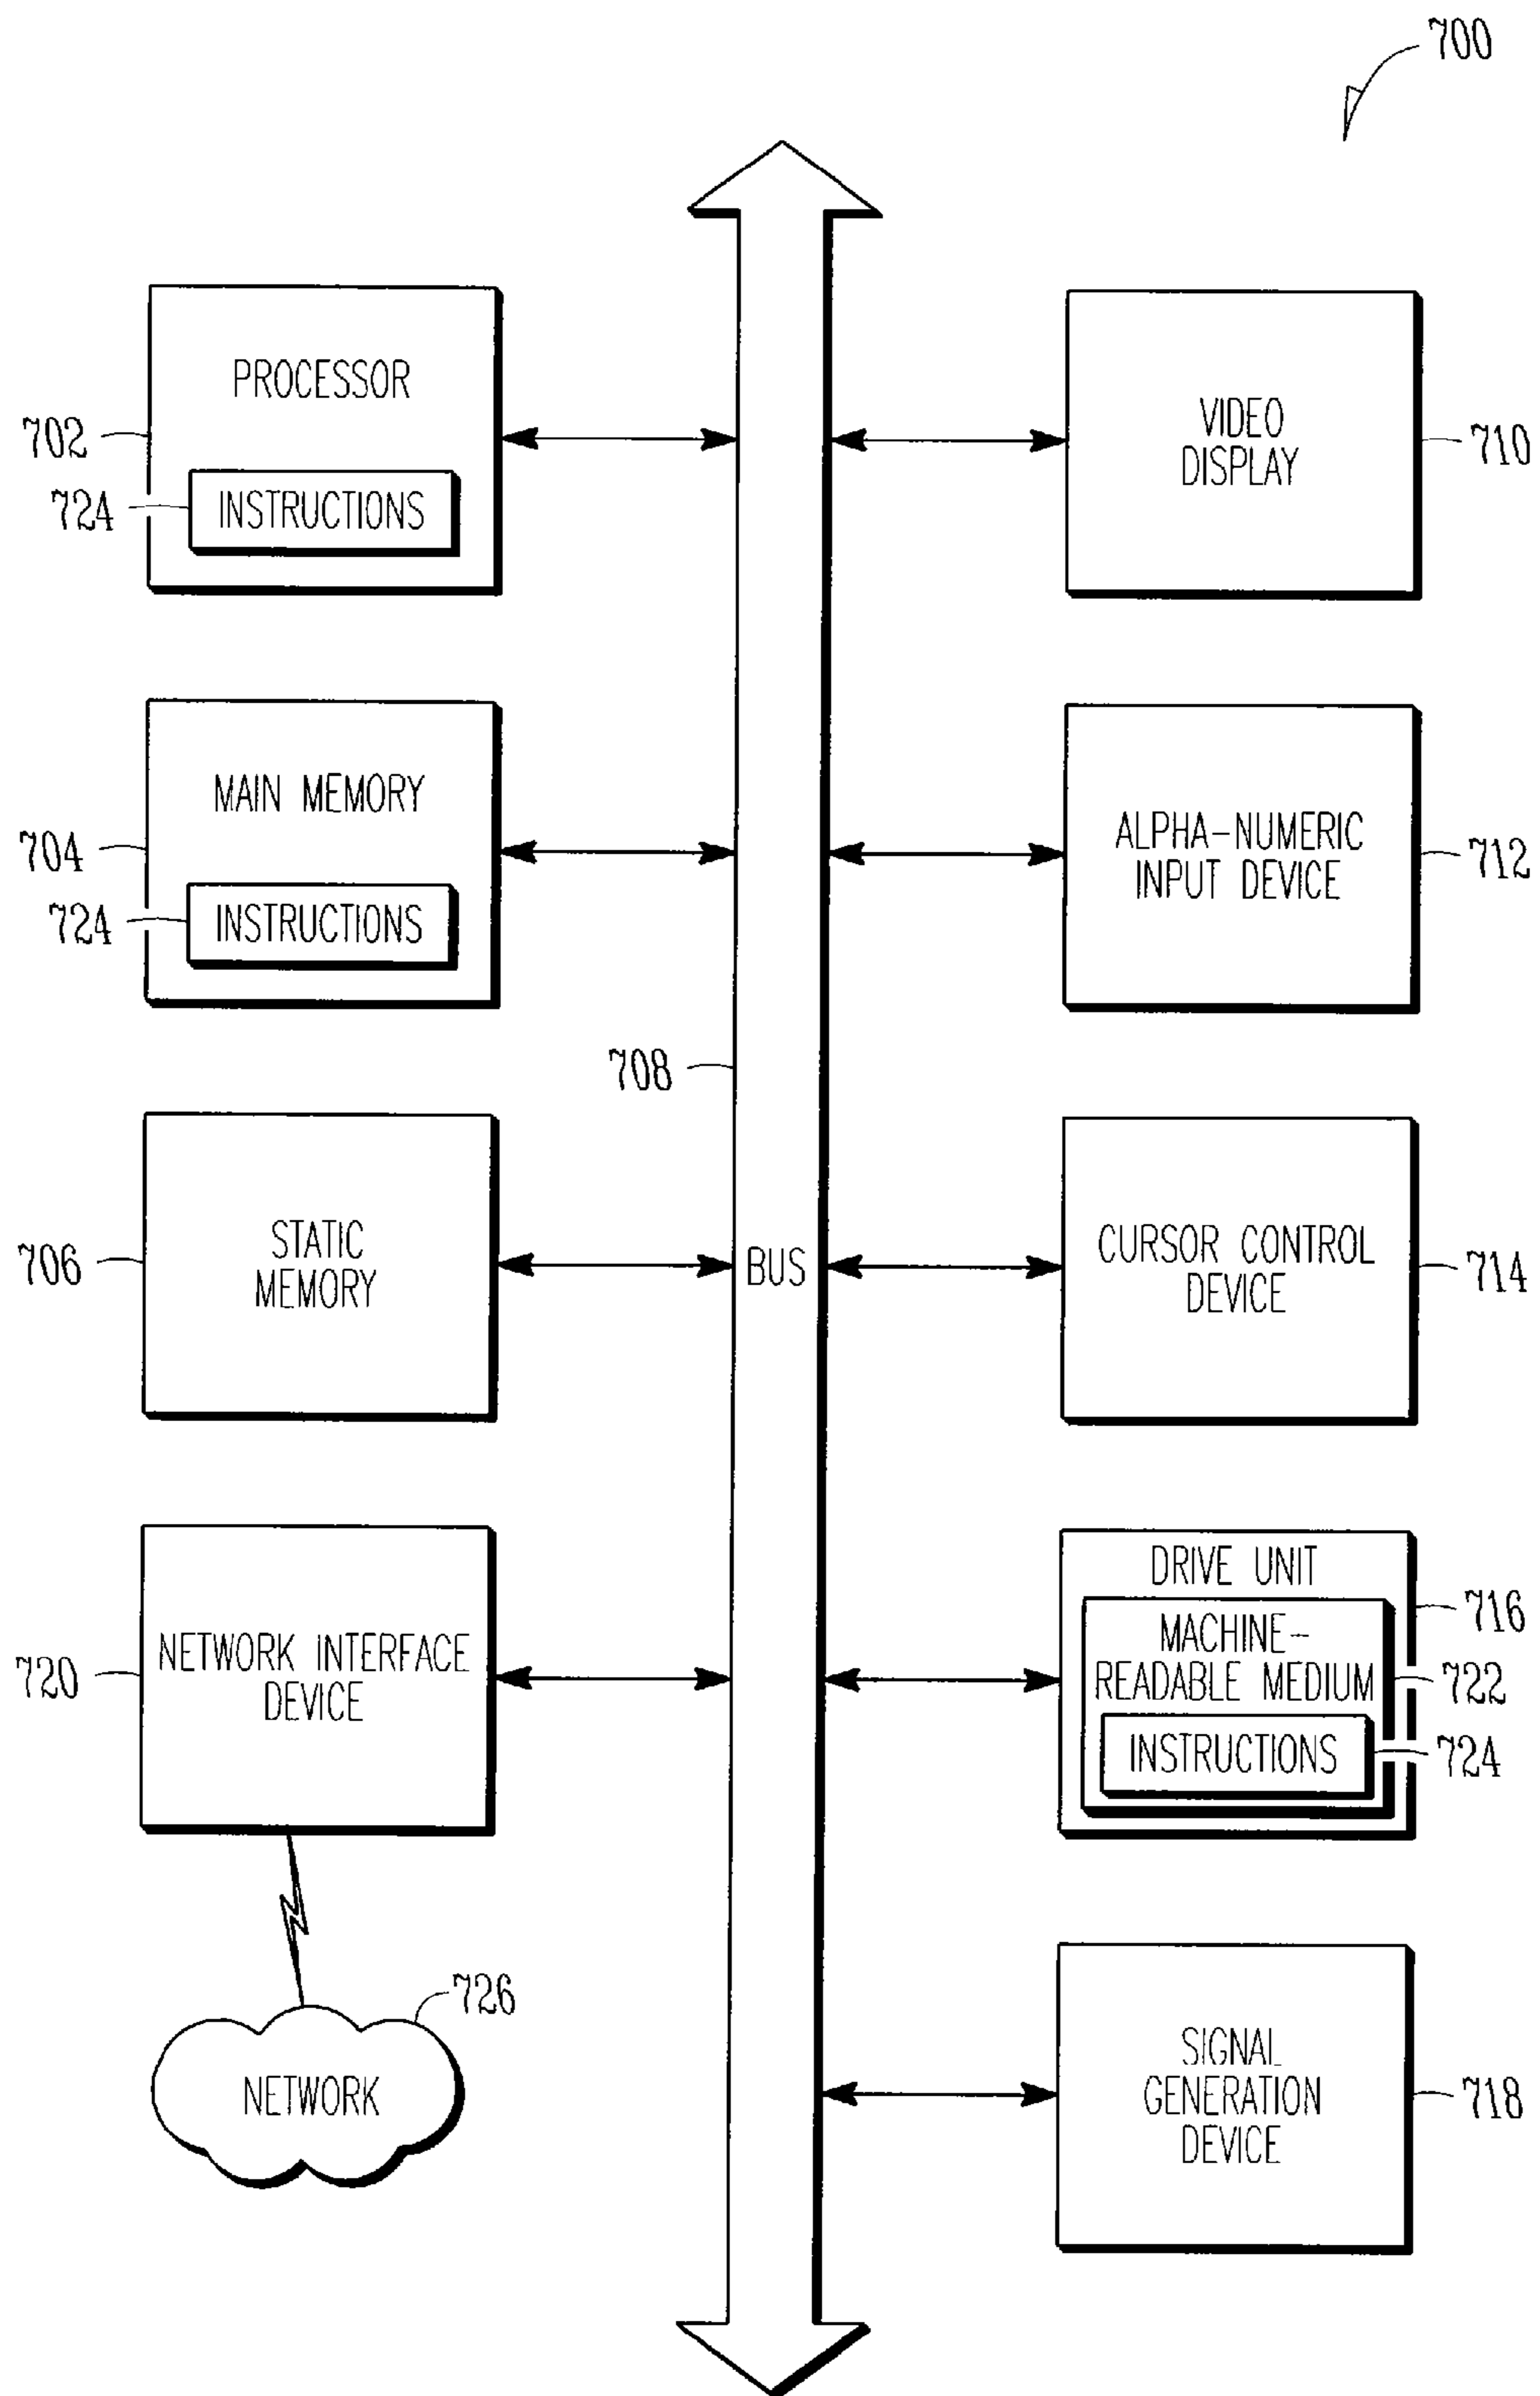 700
PROCESSOR
702
724
INSTRUCTIONS
VIDEO
DISPLAY
710
MAIN MEMORY
704
724
INSTRUCTIONS
ALPHA-NUMERIC
INPUT DEVICE
712
708
STATIC
MEMORY
706
BUS
CURSOR CONTROL
DEVICE
714
NETWORK INTERFACE
DEVICE
720
DRIVE UNIT
716
MACHINE-
READABLE MEDIUM
722
INSTRUCTIONS
724
726
NETWORK
SIGNAL
GENERATION
DEVICE
718